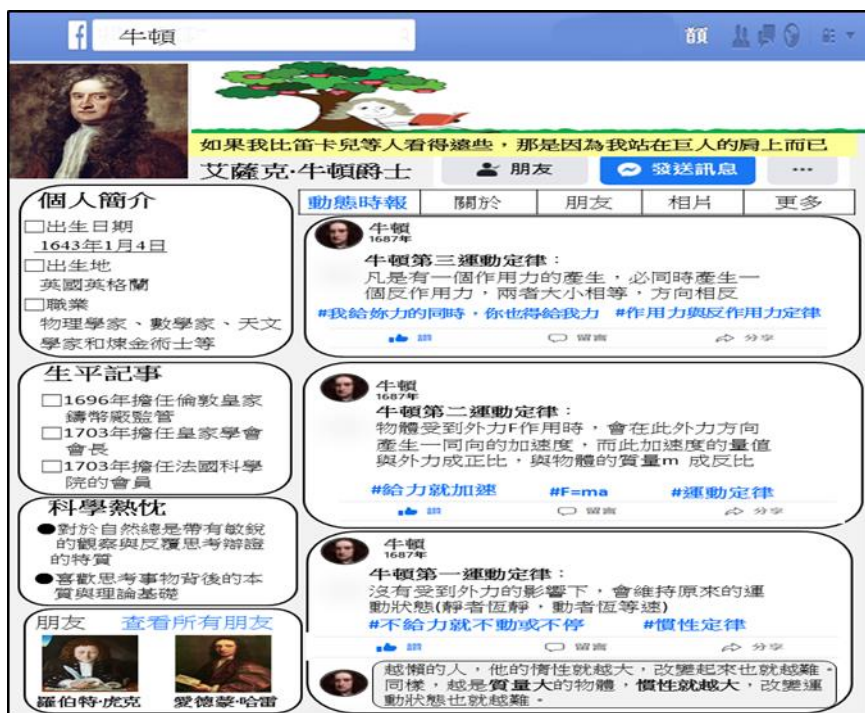 牛頓
如果我比笛卡兒等人看得遠些，那是因為我站在巨人的肩上而已
艾薩克·牛頓爵士
朋友
發送訊息
個人簡介
□出生日期
1643年1月4日
□出生地
英國英格蘭
□職業
物理學家、數學家、天文
學家和煉金術士等
生平記事
□1696年擔任倫敦皇家
鑄幣廠監管
□1703年擔任皇家學會
會長
□1703年擔任法國科學
院的會員
科學熱忱
●對於自然總是帶有敏銳
的觀察與反覆思考辯證
的特質
●喜歡思考事物背後的本
質與理論基礎
朋友 查看所有朋友
羅伯特·虎克 愛德蒙·哈雷
動態時報 關於 朋友 相片 更多
牛頓
1687年
牛頓第三運動定律：
凡是有一個作用力的產生，必同時產生一
個反作用力，兩者大小相等，方向相反
#我給妳力的同時，你也得給我力 #作用力與反作用力定律
讚 留言 分享
牛頓
1687年
牛頓第二運動定律：
物體受到外力F作用時，會在此外力方向
產生一同向的加速度，而此加速度的量值
與外力成正比，與物體的質量m 成反比
#給力就加速 #F=ma #運動定律
讚 留言 分享
牛頓
1687年
牛頓第一運動定律：
沒有受到外力的影響下，會維持原來的運
動狀態(靜者恆靜，動者恆等速)
#不給力就不動或不停 #慣性定律
讚 留言 分享
越懶的人，他的惰性就越大，改變起來也就越難。
同樣，越是質量大的物體，慣性就越大，改變運
動狀態也就越難。